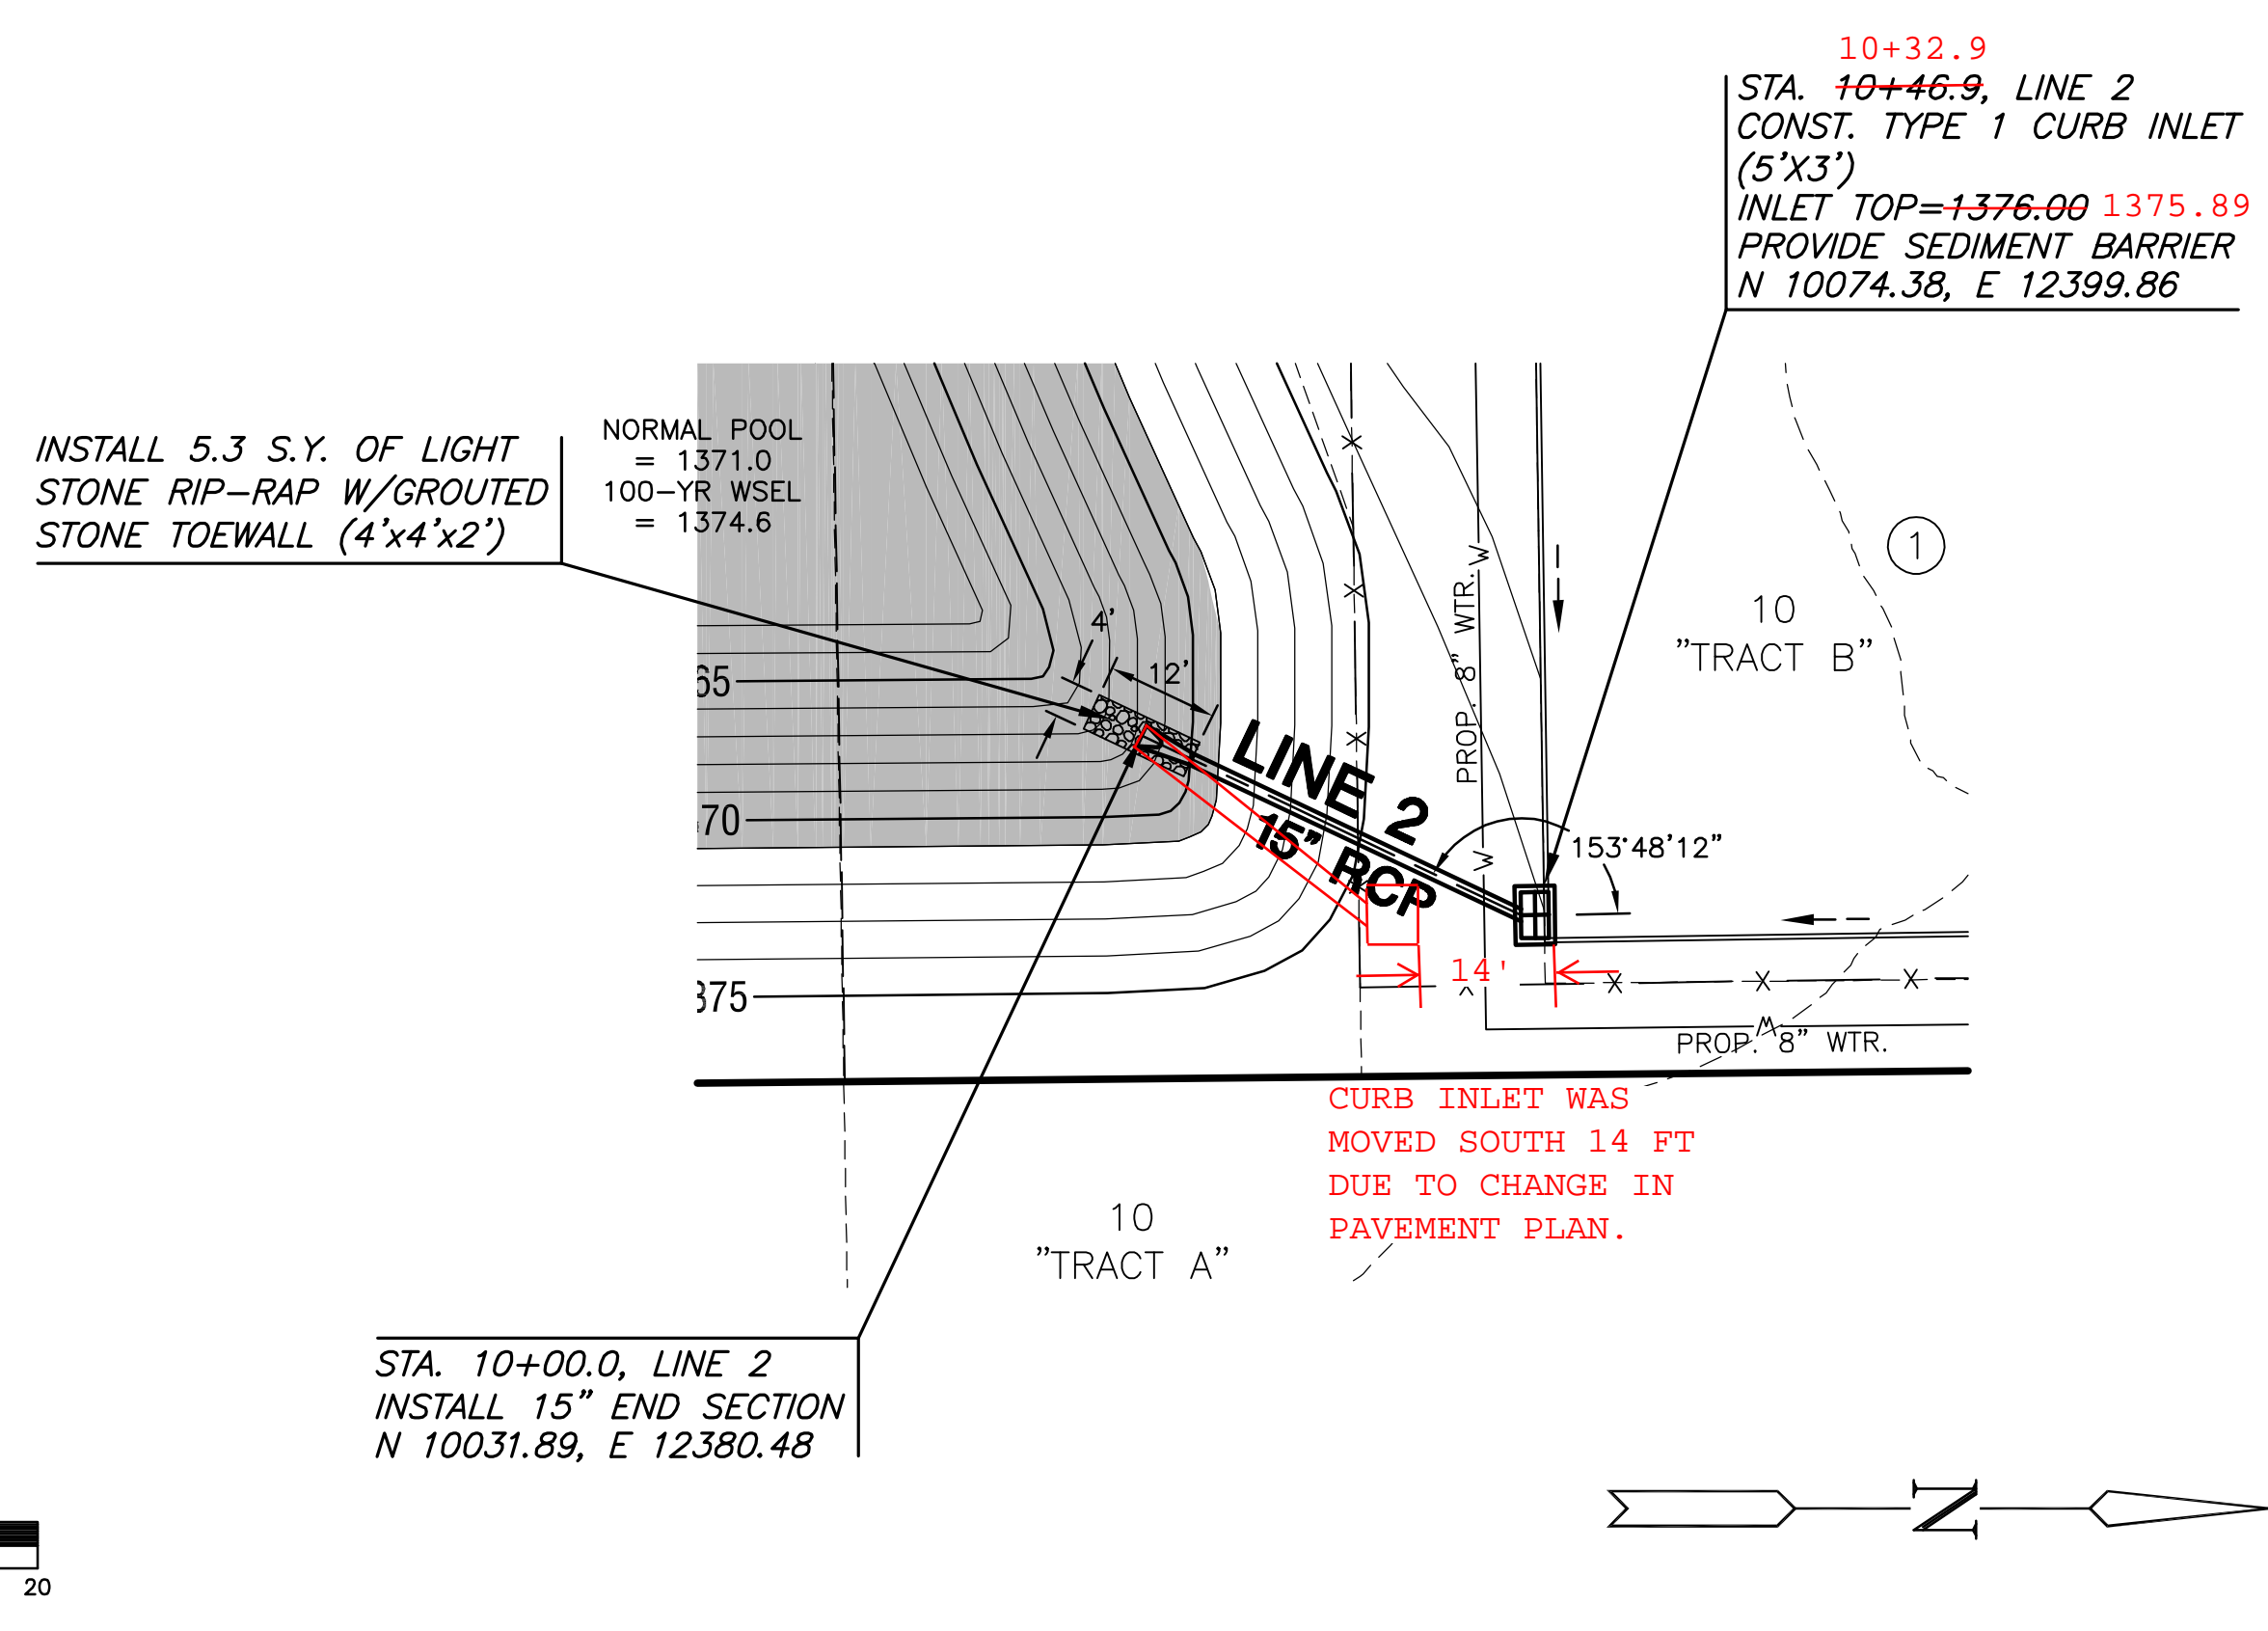 10+32.9
STA. 10+46.9, LINE 2
CONST. TYPE 1 CURB INLET
(5'X3')
INLET TOP=1376.00 1375.89
PROVIDE SEDIMENT BARRIER
N 10074.38, E 12399.86
INSTALL 5.3 S.Y. OF LIGHT
STONE RIP-RAP W/GROUTED
STONE TOEWALL (4'x4'x2')
NORMAL POOL
= 1371.0
100-YR WSEL
= 1374.6
1
10
"TRACT B"
W
PROP. 8" WTR.
W
4'
12'
65
70
375
LINE 2
15" RCP
153°48'12"
14'
W
PROP. 8" WTR.
CURB INLET WAS
MOVED SOUTH 14 FT
DUE TO CHANGE IN
PAVEMENT PLAN.
10
"TRACT A"
STA. 10+00.0, LINE 2
INSTALL 15" END SECTION
N 10031.89, E 12380.48
N
20